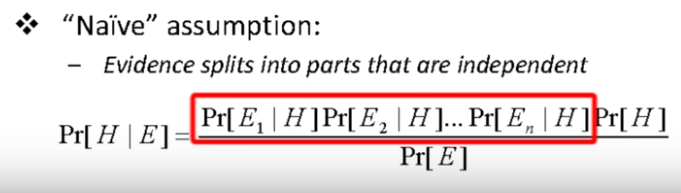 ❖ “Naïve” assumption:
– Evidence splits into parts that are independent
Pr[ H | E ] = Pr[ E₁ | H ] Pr[ E₂ | H ]... Pr[ Eₙ | H ] Pr[ H ] / Pr[ E ]